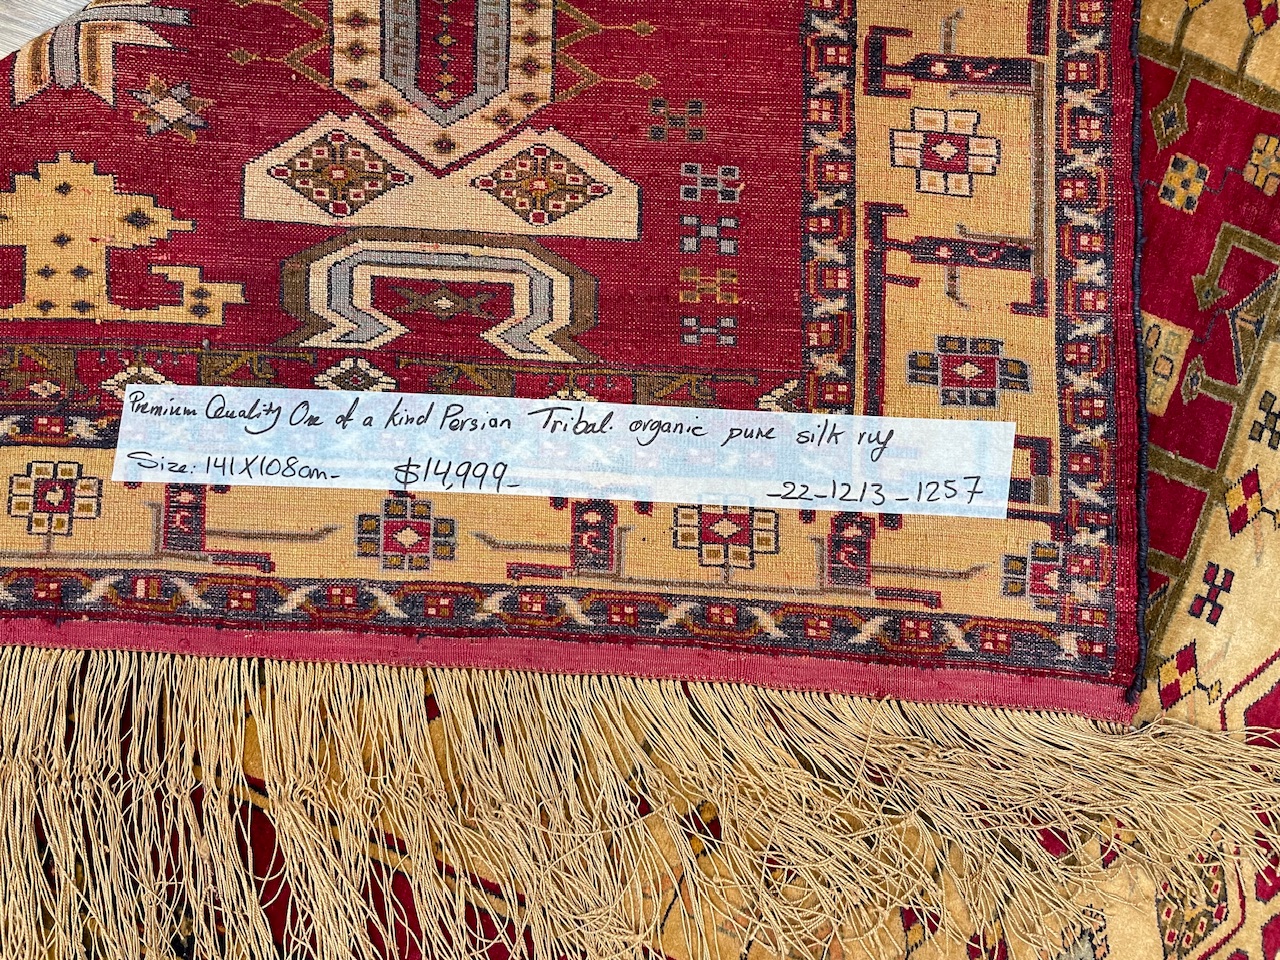 Premium Quality One of a kind Persian Tribal. organic pure silk rug
Size: 141X108cm- $14,999- -22-1213-1257